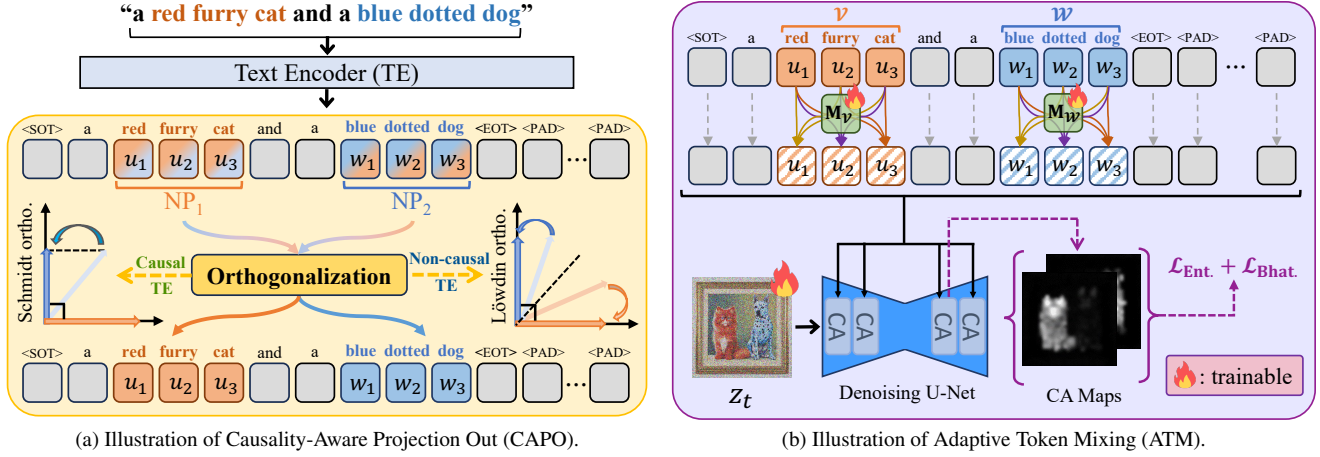 "a red furry cat and a blue dotted dog"
Text Encoder (TE)
<SOT> a red furry cat and a blue dotted dog <EOT> <PAD> <PAD>
u1 u2 u3 w1 w2 w3 ...
NP1 NP2
Schmidt ortho.
Causal TE
Orthogonalization
Non-causal TE
Löwdin ortho.
<SOT> a red furry cat and a blue dotted dog <EOT> <PAD> <PAD>
u1 u2 u3 w1 w2 w3 ...
(a) Illustration of Causality-Aware Projection Out (CAPO).
𝒱 𝒲
<SOT> a red furry cat and a blue dotted dog <EOT> <PAD> <PAD>
u1 u2 u3 w1 w2 w3 ...
M𝒱 M𝒲
u1 u2 u3 w1 w2 w3 ...
CA CA CA CA
ℒEnt. + ℒBhat.
zt
Denoising U-Net
CA Maps
: trainable
(b) Illustration of Adaptive Token Mixing (ATM).